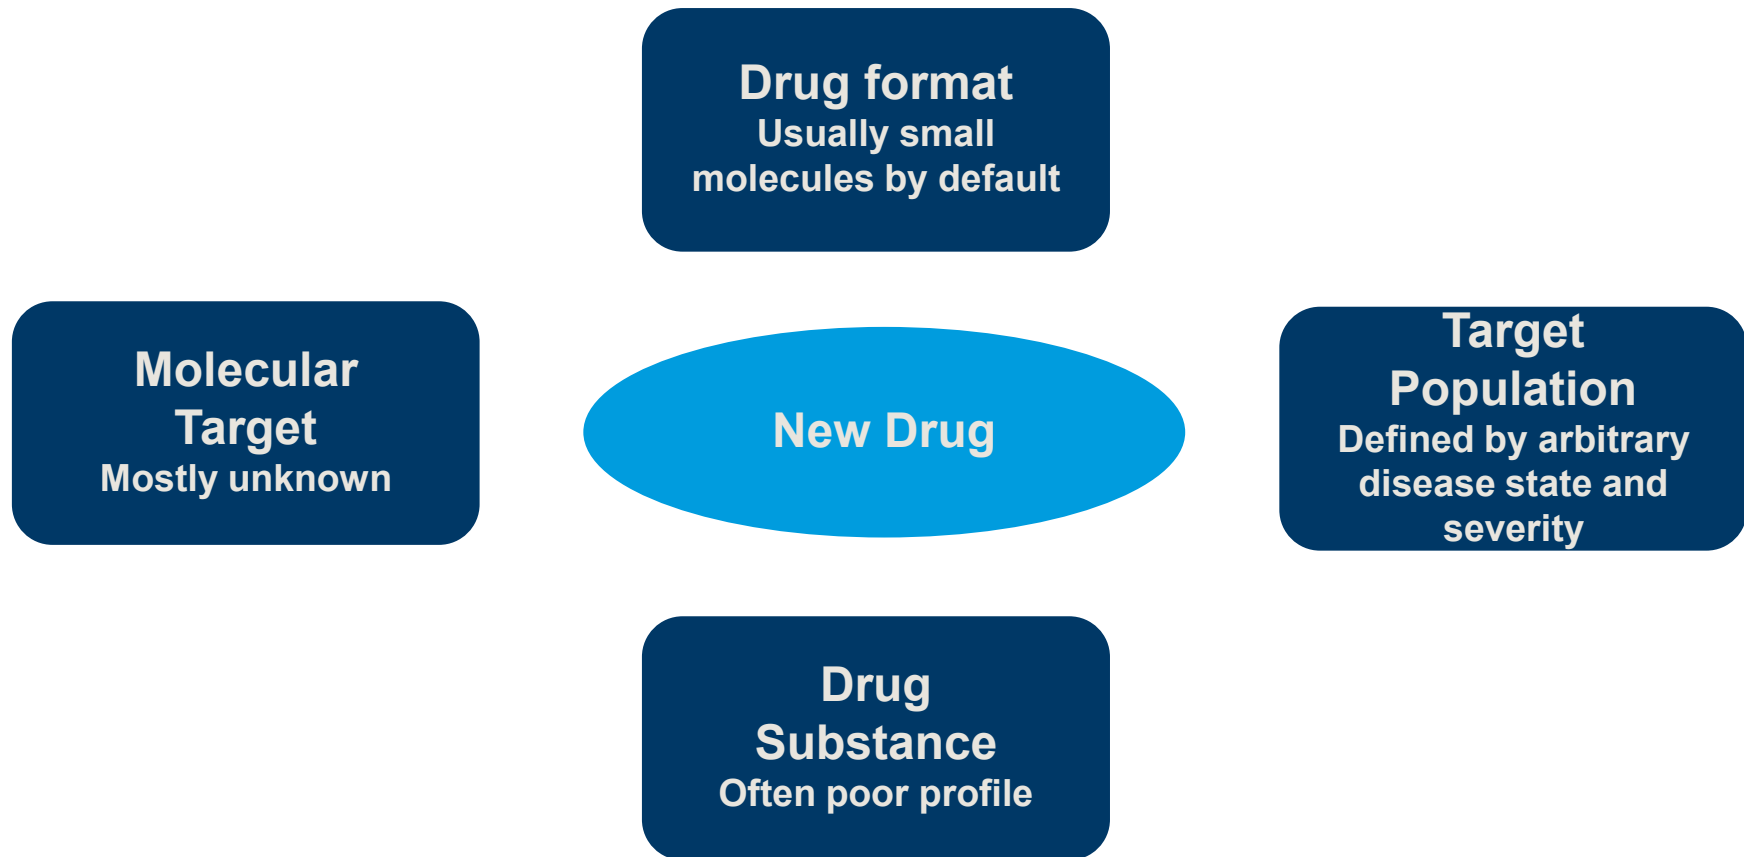 Drug format
Usually small
molecules by default
Molecular
Target
Mostly unknown
New Drug
Target
Population
Defined by arbitrary
disease state and
severity
Drug
Substance
Often poor profile